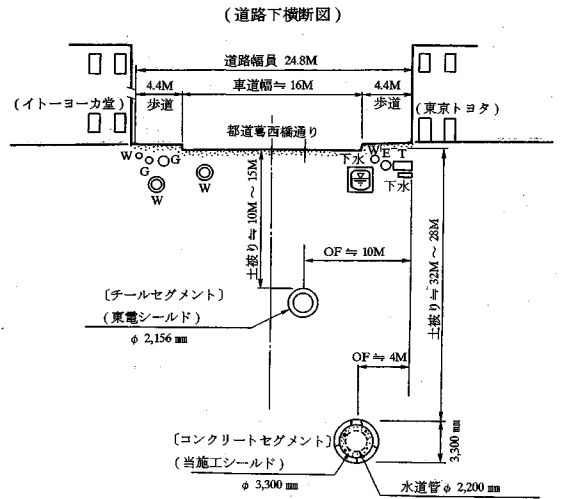 (道路下横断図)
道路幅員 24.8M
4.4M
車道幅≒16M
4.4M
(イトーヨーカ堂)
歩道
歩道
(東京トヨタ)
都道葛西橋通り
W
G
G
W
W
下水
W
E
T
下水
土被り≒10M～15M
土被り≒32M～28M
OF≒10M
〔チールセグメント〕
(東電シールド)
φ 2,156 ㎜
OF≒4M
〔コンクリートセグメント〕
(当施工シールド)
φ 3,300 ㎜
3,300 ㎜
水道管φ 2,200 ㎜